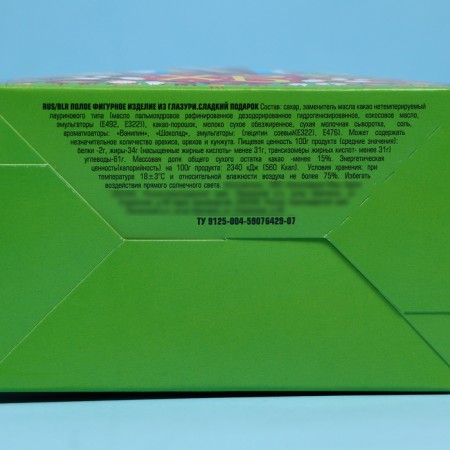 RUS/BLR ПОЛОЕ ФИГУРНОЕ ИЗДЕЛИЕ ИЗ ГЛАЗУРИ.СЛАДКИЙ ПОДАРОК Состав: сахар, заменитель масла какао нетемперируемый
лауринового типа (масло пальмоядровое рафинированное дезодорированное гидрогенизированное, кокосовое масло,
эмульгаторы (Е492, Е322)), какао-порошок, молоко сухое обезжиренное, сухая молочная сыворотка, соль,
ароматизаторы: «Ванилин», «Шоколад», эмульгаторы: (лецитин соевый(Е322), Е476). Может содержать
незначительное количество арахиса, орехов и кунжута. Пищевая ценность 100г продукта (средние значения):
белки -2г, жиры 34г (насыщенные жирные кислоты- менее 31г, трансизомеры жирных кислот- менее 31г)
углеводы-61г. Массовая доля общего сухого остатка какао -менее 15%. Энергетическая
ценность(калорийность) на 100г продукта: 2340 кДж (560 Ккал). Условия хранения: при
температуре 18±3°С и относительной влажности воздуха не более 75%. Избегать
воздействия прямого солнечного света.
ТУ 9125-004-59076429-07